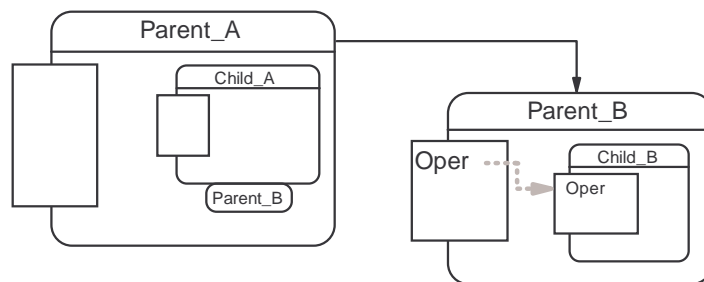 Parent_A
Child_A
Parent_B
Parent_B
Oper
Child_B
Oper